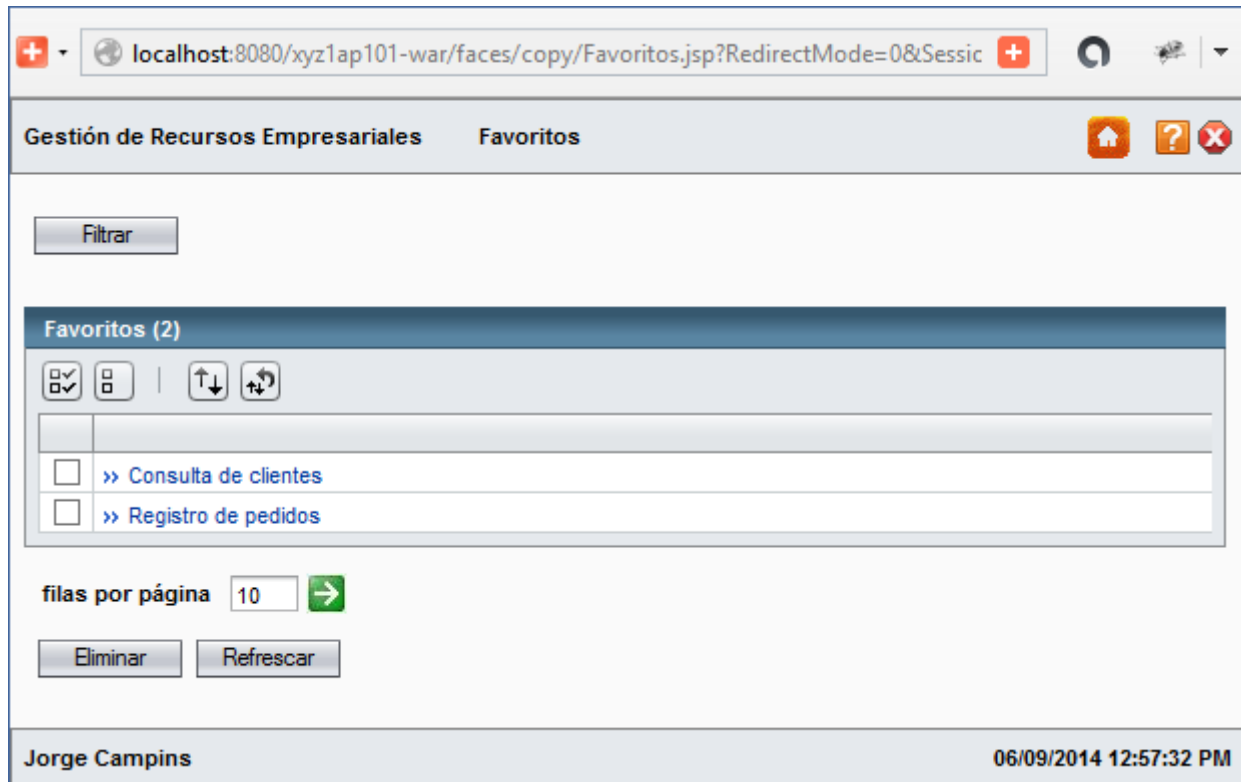 localhost:8080/xyz1ap101-war/faces/copy/Favoritos.jsp?RedirectMode=0&Sessic
Gestión de Recursos Empresariales Favoritos
Filtrar
Favoritos (2)
>> Consulta de clientes
>> Registro de pedidos
filas por página 10
Eliminar Refrescar
Jorge Campins 06/09/2014 12:57:32 PM